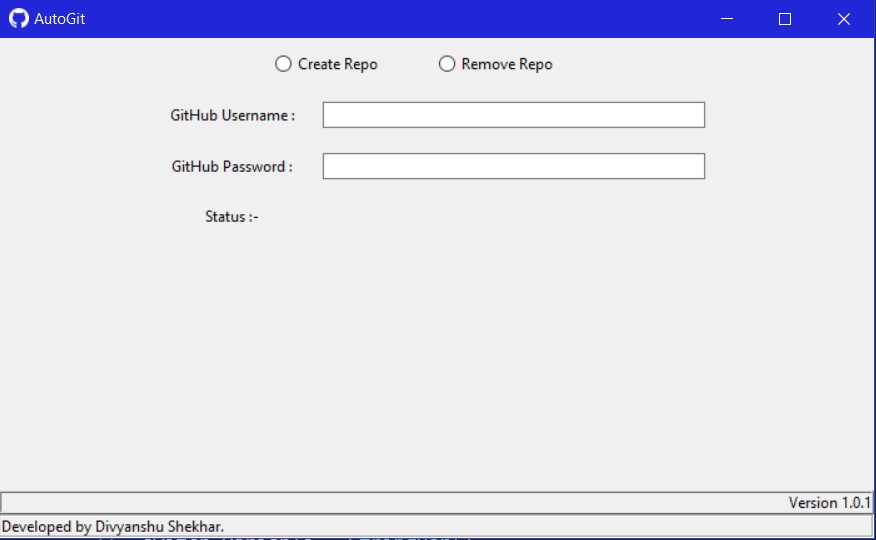 AutoGit
Create Repo Remove Repo
GitHub Username :
GitHub Password :
Status :-
Version 1.0.1
Developed by Divyanshu Shekhar.